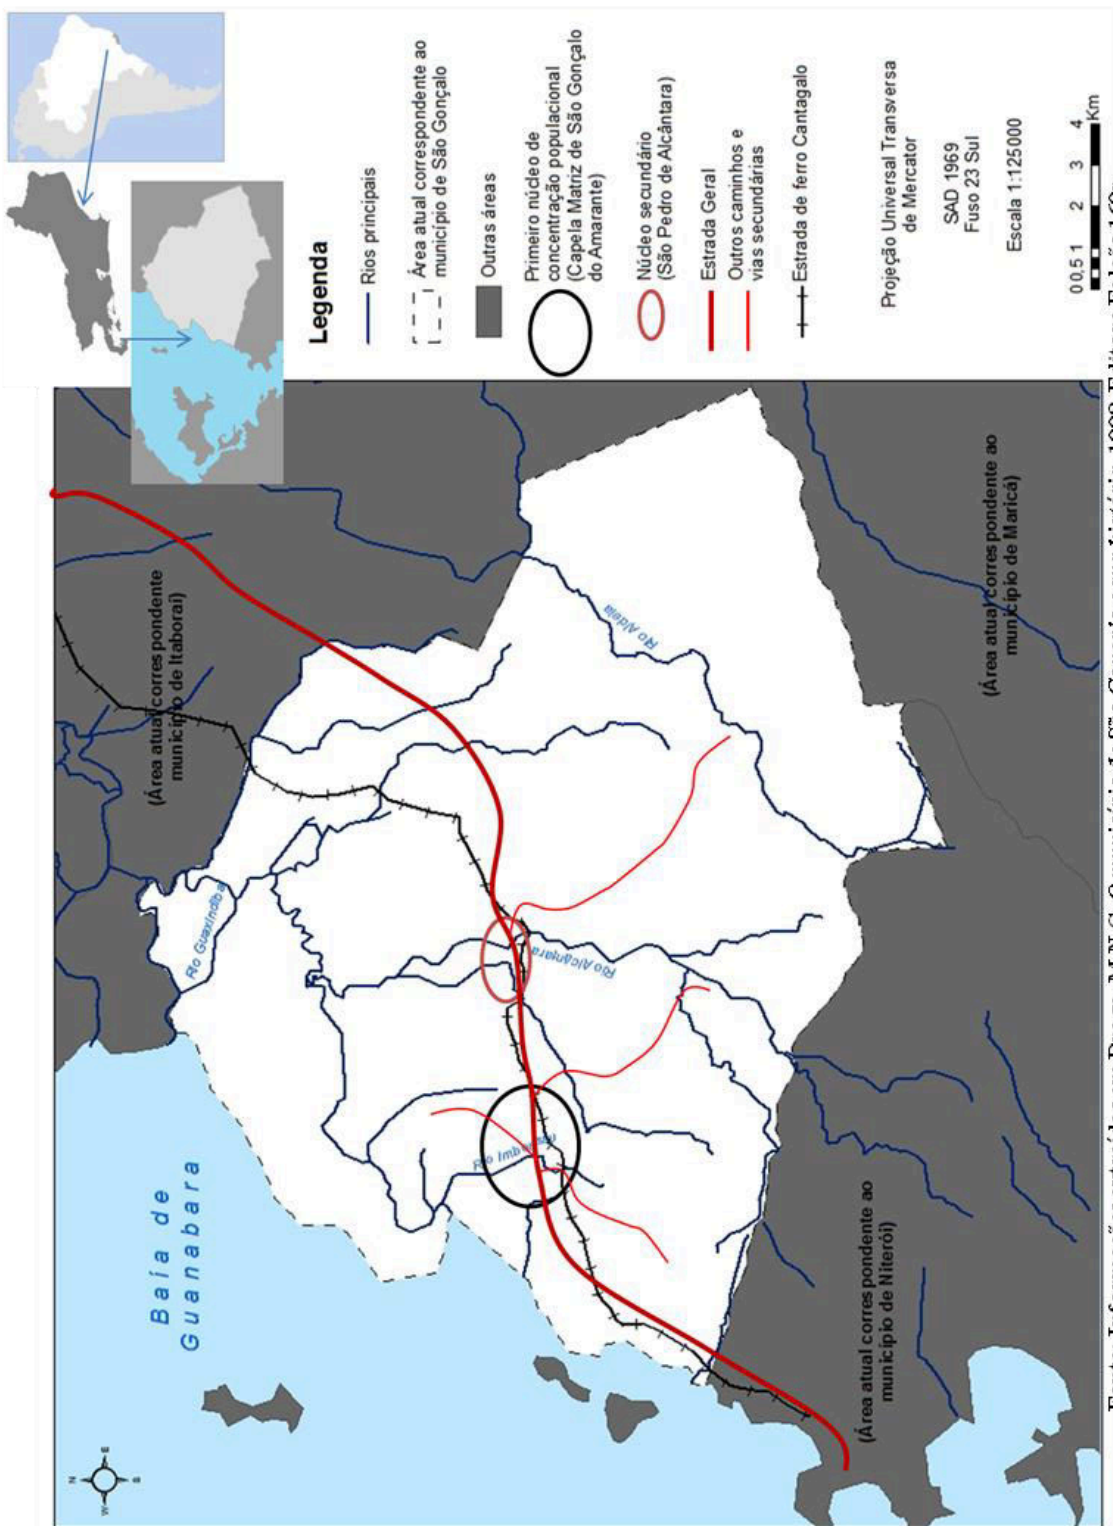 Baía de
Guanabara
N
W
E
S
(Área atual correspondente
município de Itaboraí)
Rio Guaxindiba
Rio Aldeia
Rio Alcântara
(Área atual correspondente ao
município de Niterói)
(Área atual correspondente ao
município de Maricá)
Legenda
Rios principais
Área atual correspondente ao
município de São Gonçalo
Outras áreas
Primeiro núcleo de
concentração populacional
(Capela Matriz de São Gonçalo
do Amarante)
Núcleo secundário
(São Pedro de Alcântara)
Estrada Geral
Outros caminhos e
vias secundárias
Estrada de ferro Cantagalo
Projeção Universal Transversa
de Mercator
SAD 1969
Fuso 23 Sul
Escala 1:125000
0 0,5 1 2 3 4
Km